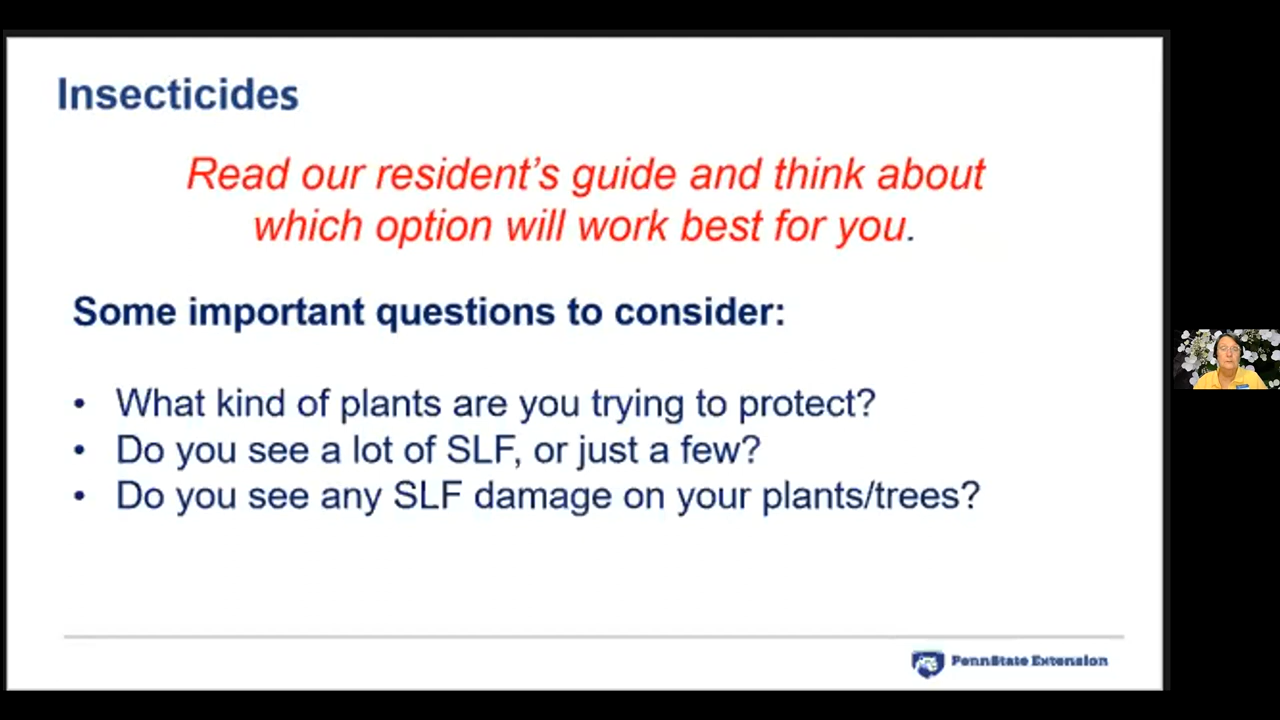 Insecticides
Read our resident's guide and think about
which option will work best for you.
Some important questions to consider:
• What kind of plants are you trying to protect?
• Do you see a lot of SLF, or just a few?
• Do you see any SLF damage on your plants/trees?
PennState Extension